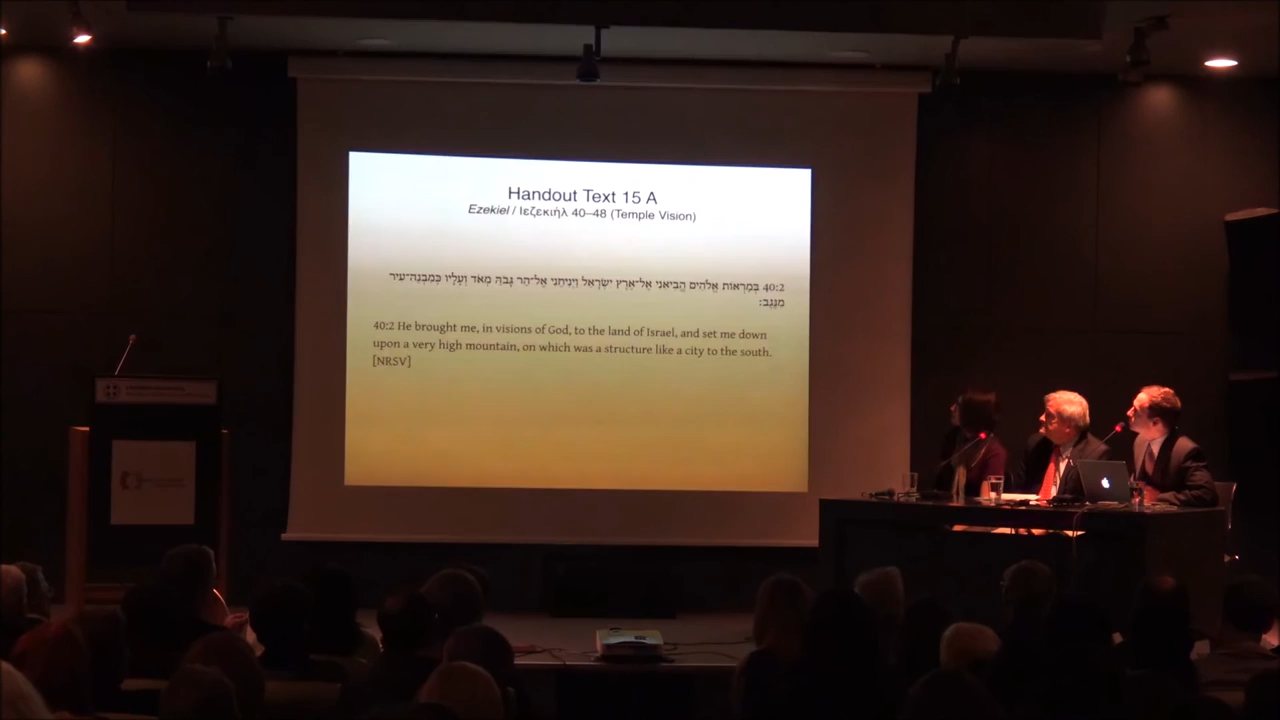 Handout Text 15 A
Ezekiel / Ιεζεκιήλ 40–48 (Temple Vision)
40:2 בְּמַרְאוֹת אֱלֹהִים הֱבִיאַנִי אֶל־אֶרֶץ יִשְׂרָאֵל וַיְנִיחֵנִי אֶל־הַר גָּבֹהַּ מְאֹד וְעָלָיו כְּמִבְנֵה־עִיר
מִנֶּגֶב׃
40:2 He brought me, in visions of God, to the land of Israel, and set me down
upon a very high mountain, on which was a structure like a city to the south.
[NRSV]